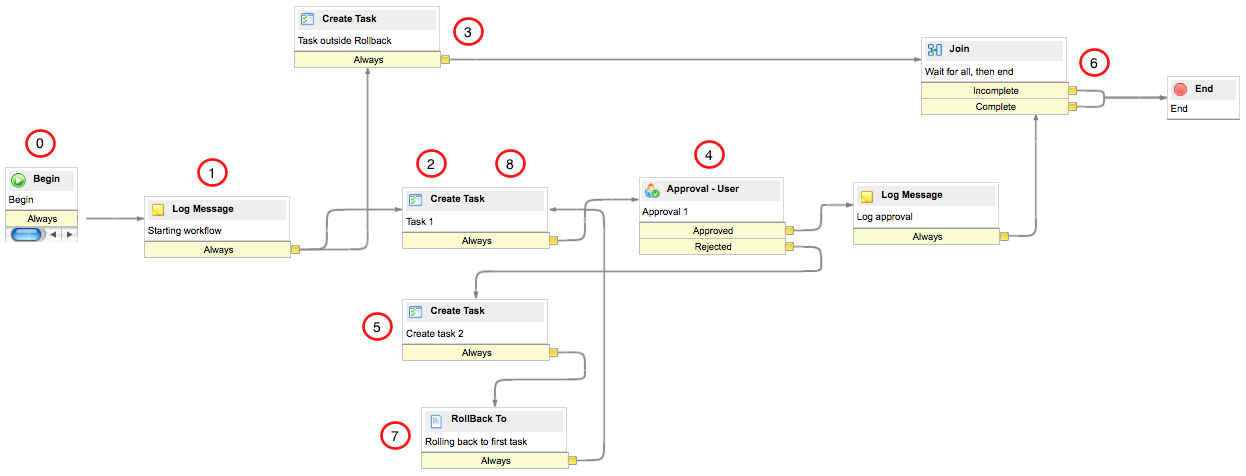 Create Task
Task outside Rollback
Always
3
Join
Wait for all, then end
Incomplete
Complete
6
End
End
0
Begin
Begin
Always
1
Log Message
Starting workflow
Always
2
8
Create Task
Task 1
Always
4
Approval - User
Approval 1
Approved
Rejected
Log Message
Log approval
Always
5
Create Task
Create task 2
Always
7
RollBack To
Rolling back to first task
Always